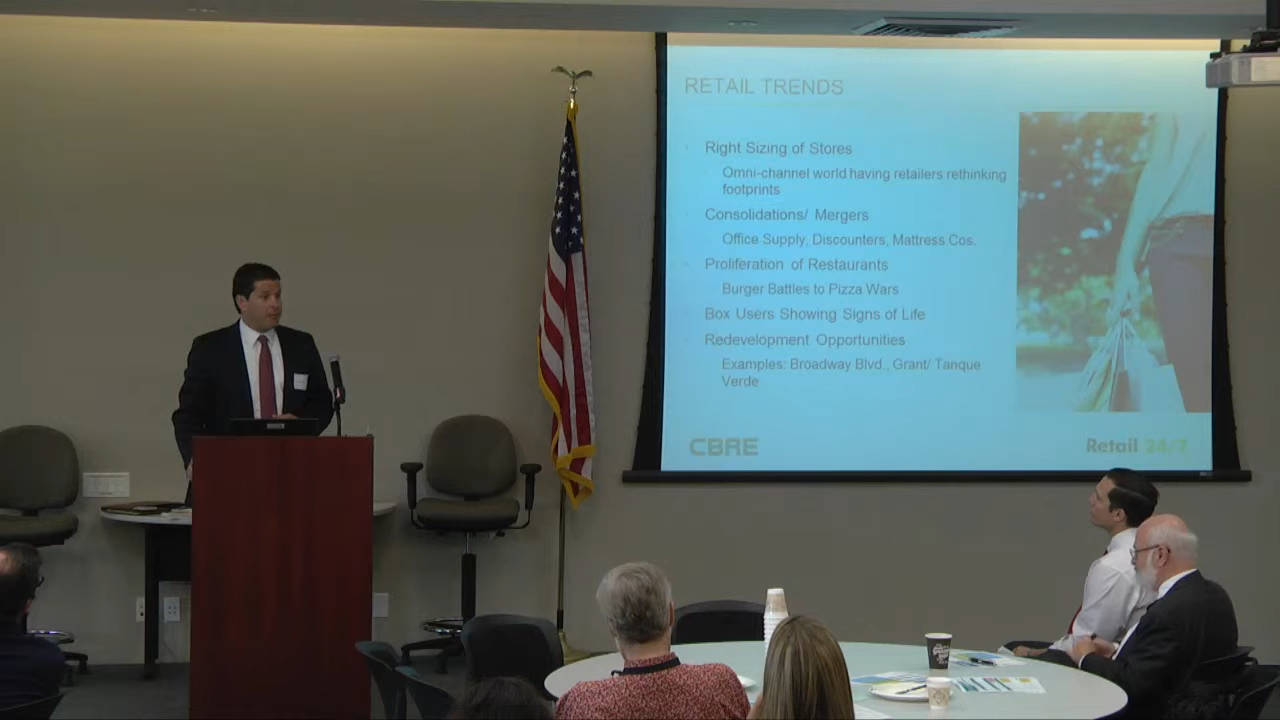 RETAIL TRENDS
Right Sizing of Stores
Omni-channel world having retailers rethinking
footprints
Consolidations/ Mergers
Office Supply, Discounters, Mattress Cos.
Proliferation of Restaurants
Burger Battles to Pizza Wars
Box Users Showing Signs of Life
Redevelopment Opportunities
Examples: Broadway Blvd., Grant/ Tanque
Verde
CBRE
Retail 24/7